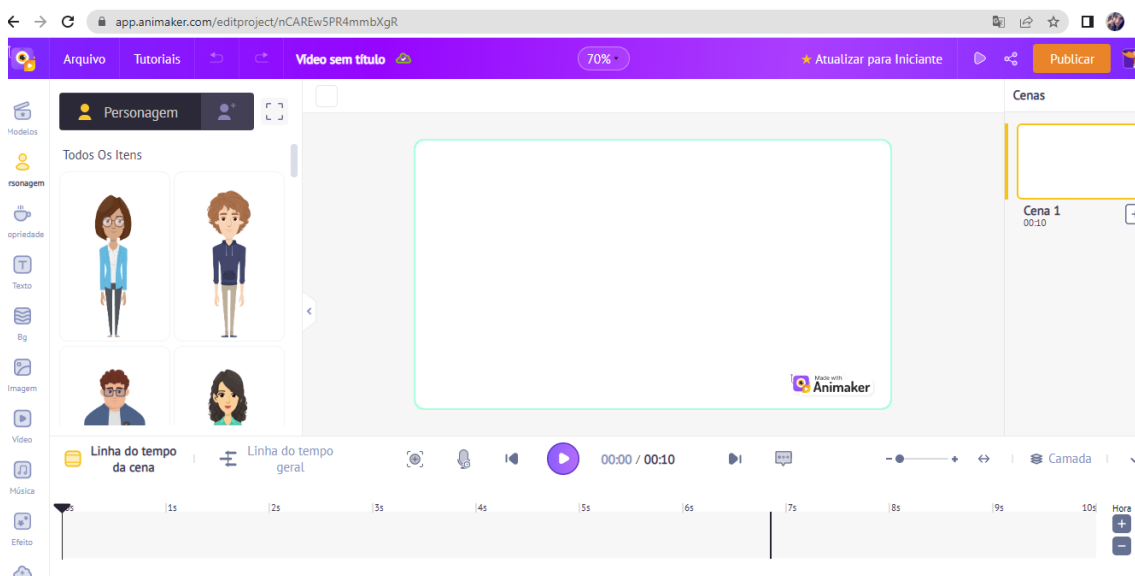 app.animaker.com/editproject/nCAREw5PR4mmbXgR
Arquivo Tutoriais Vídeo sem título 70% Atualizar para Iniciante Publicar
Modelos
rsonagem
opriedade
Texto
Bg
Imagem
Vídeo
Música
Efeito
Personagem
Todos Os Itens
Made with
Animaker
Cenas
Cena 1
00:10
Linha do tempo
da cena
Linha do tempo
geral
00:00 / 00:10
Camada
0s 1s 2s 3s 4s 5s 6s 7s 8s 9s 10s
Hora